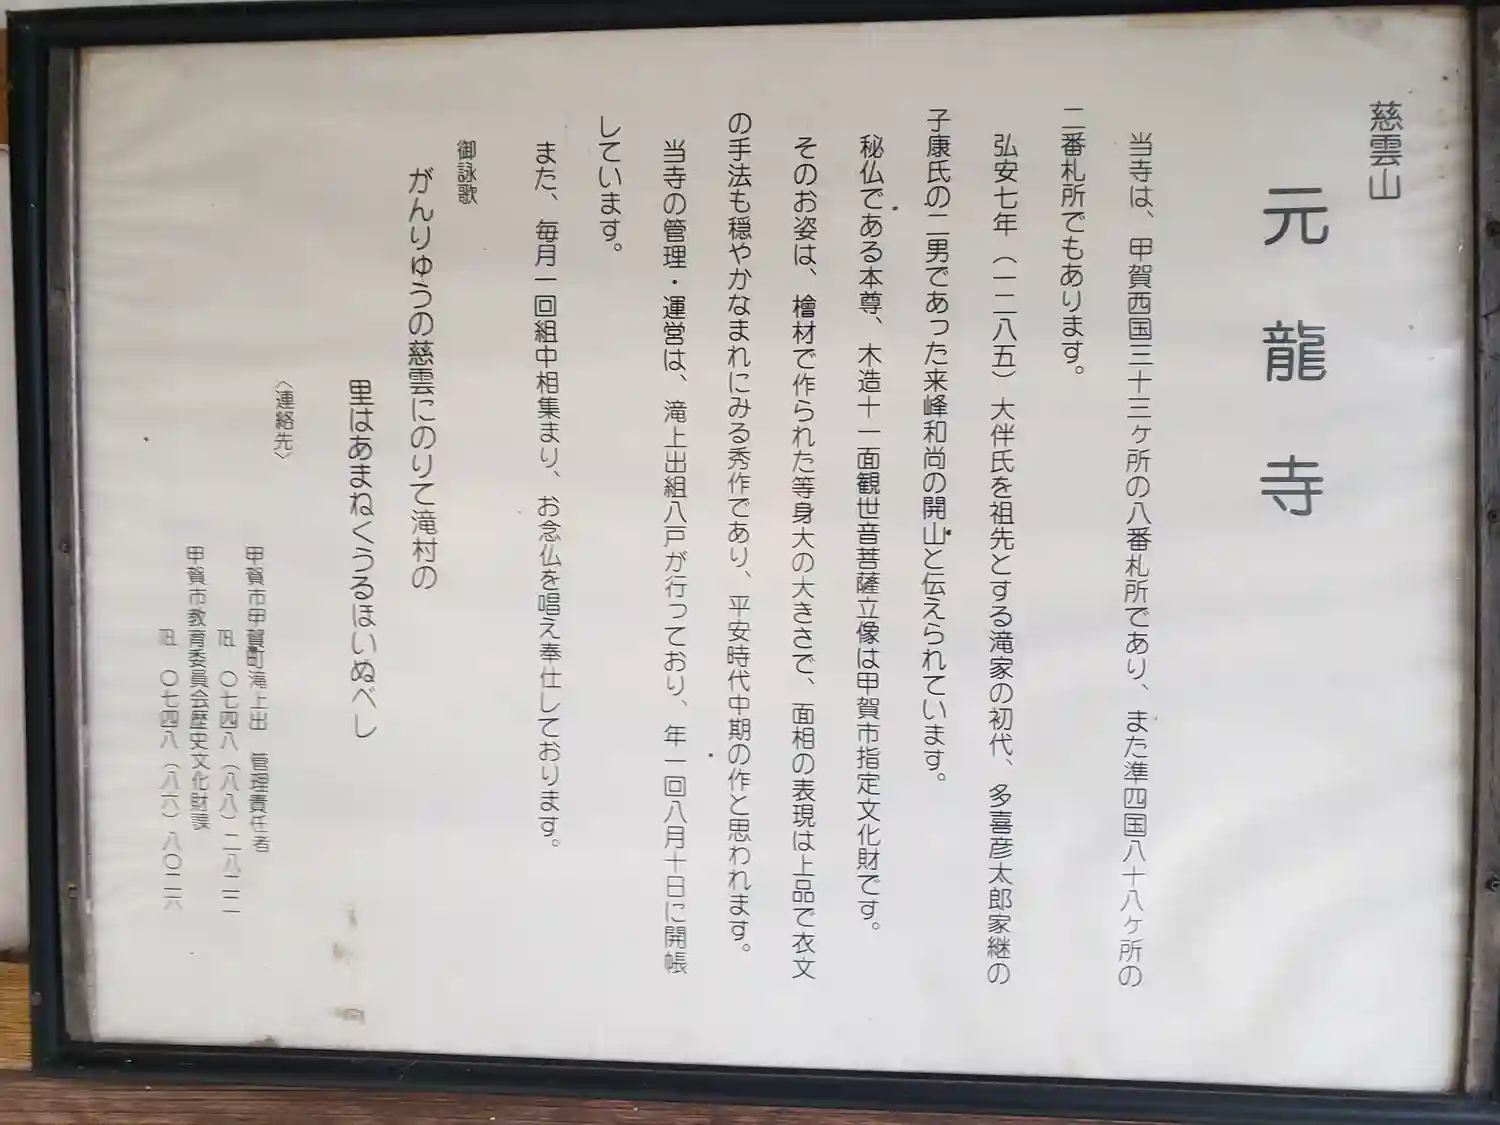 慈雲山
元龍寺
当寺は、甲賀西国三十三ヶ所の八番札所であり、また準四国八十八ヶ所の
二番札所でもあります。
弘安七年（一二八五）大伴氏を祖先とする滝家の初代、多喜彦太郎家継の
子康氏の二男であった来峰和尚の開山と伝えられています。
秘仏である本尊、木造十一面観世音菩薩立像は甲賀市指定文化財です。
そのお姿は、檜材で作られた等身大の大きさで、面相の表現は上品で衣文
の手法も穏やかなまれにみる秀作であり、平安時代中期の作と思われます。
当寺の管理・運営は、滝上出組八戸が行っており、年一回八月十日に開帳
しています。
また、毎月一回組中相集まり、お念仏を唱え奉仕しております。
御詠歌
がんりゅうの慈雲にのりて滝村の
里はあまねくうるほいぬべし
〈連絡先〉
甲賀市甲賀町滝上出　管理責任者
℡　〇七四八（八八）二八二二
甲賀市教育委員会歴史文化財課
℡　〇七四八（八六）八〇二六